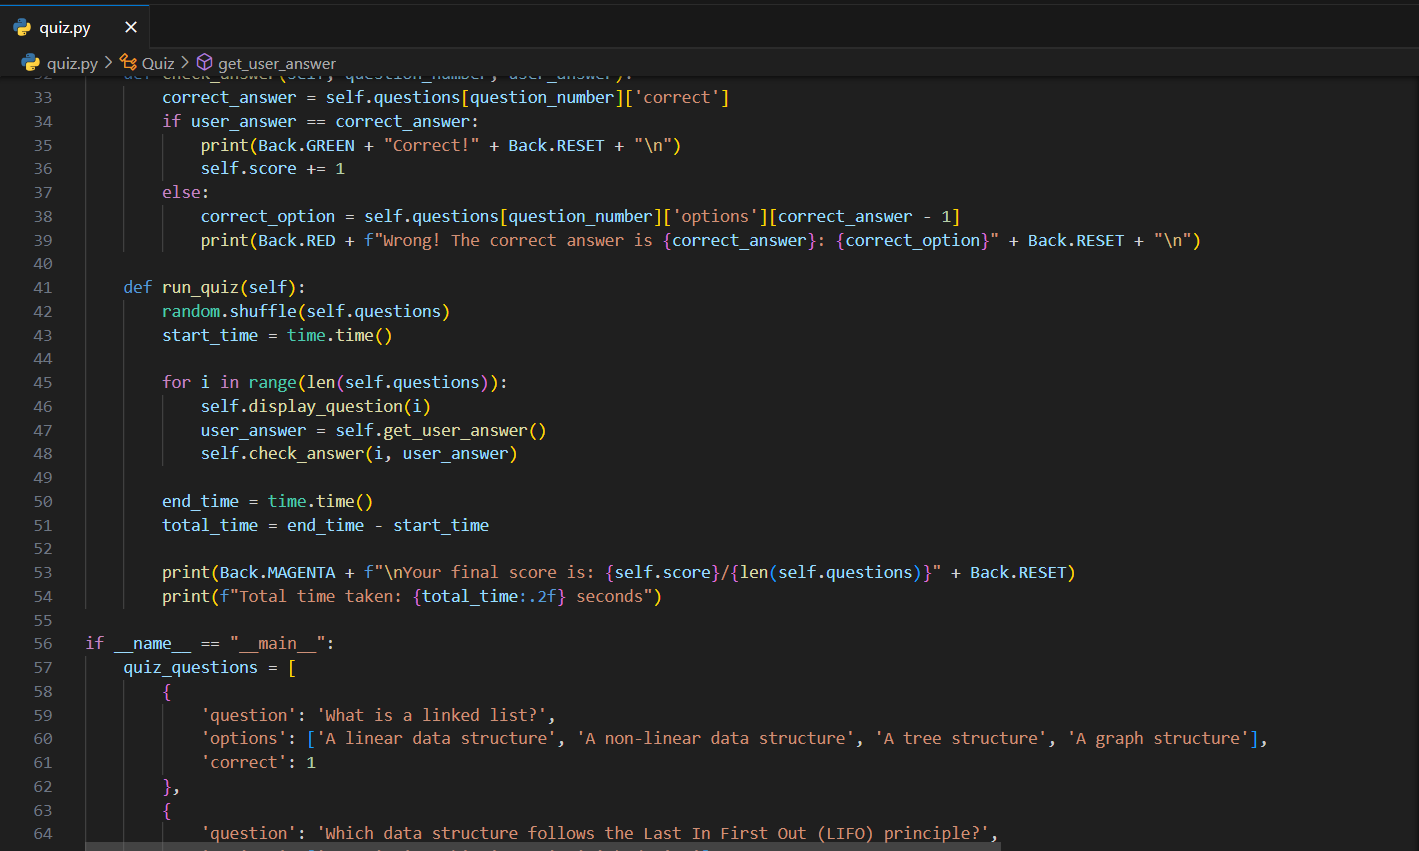 quiz.py ×
quiz.py > Quiz > get_user_answer
32 def check_answer(self, question_number, user_answer):
33 correct_answer = self.questions[question_number]['correct']
34 if user_answer == correct_answer:
35 print(Back.GREEN + "Correct!" + Back.RESET + "\n")
36 self.score += 1
37 else:
38 correct_option = self.questions[question_number]['options'][correct_answer - 1]
39 print(Back.RED + f"Wrong! The correct answer is {correct_answer}: {correct_option}" + Back.RESET + "\n")
40
41 def run_quiz(self):
42 random.shuffle(self.questions)
43 start_time = time.time()
44
45 for i in range(len(self.questions)):
46 self.display_question(i)
47 user_answer = self.get_user_answer()
48 self.check_answer(i, user_answer)
49
50 end_time = time.time()
51 total_time = end_time - start_time
52
53 print(Back.MAGENTA + f"\nYour final score is: {self.score}/{len(self.questions)}" + Back.RESET)
54 print(f"Total time taken: {total_time:.2f} seconds")
55
56 if __name__ == "__main__":
57 quiz_questions = [
58 {
59 'question': 'What is a linked list?',
60 'options': ['A linear data structure', 'A non-linear data structure', 'A tree structure', 'A graph structure'],
61 'correct': 1
62 },
63 {
64 'question': 'Which data structure follows the Last In First Out (LIFO) principle?',